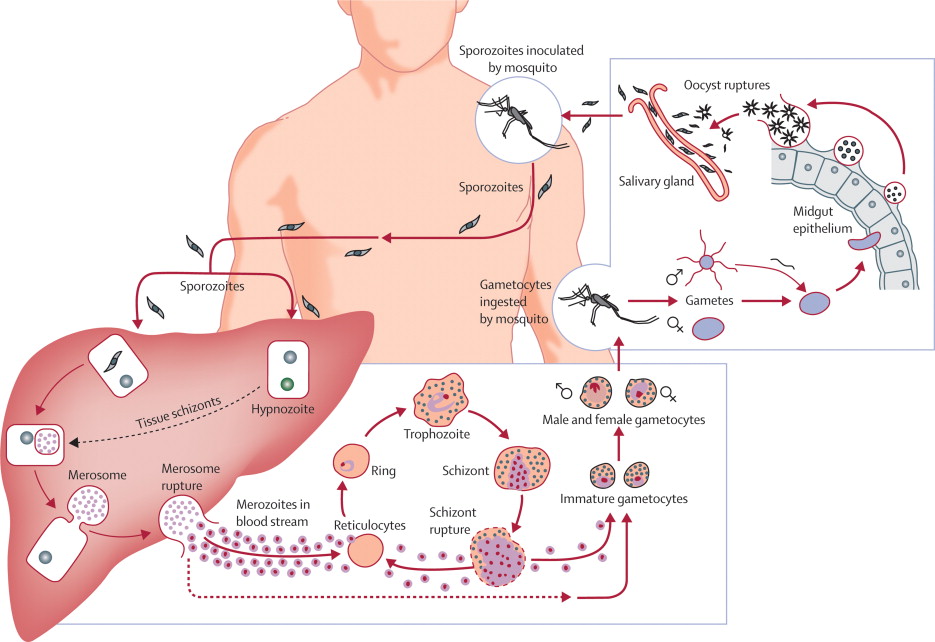 Sporozoites inoculated
by mosquito
Oocyst ruptures
Salivary gland
Midgut
epithelium
Sporozoites
Sporozoites
Gametocytes
ingested
by mosquito
♂
Gametes
♀
Hypnozoite
Tissue schizonts
Merosome
Merosome
rupture
Merozoites in
blood stream
Reticulocytes
Ring
Trophozoite
Schizont
Schizont
rupture
♂ ♀
Male and female gametocytes
Immature gametocytes